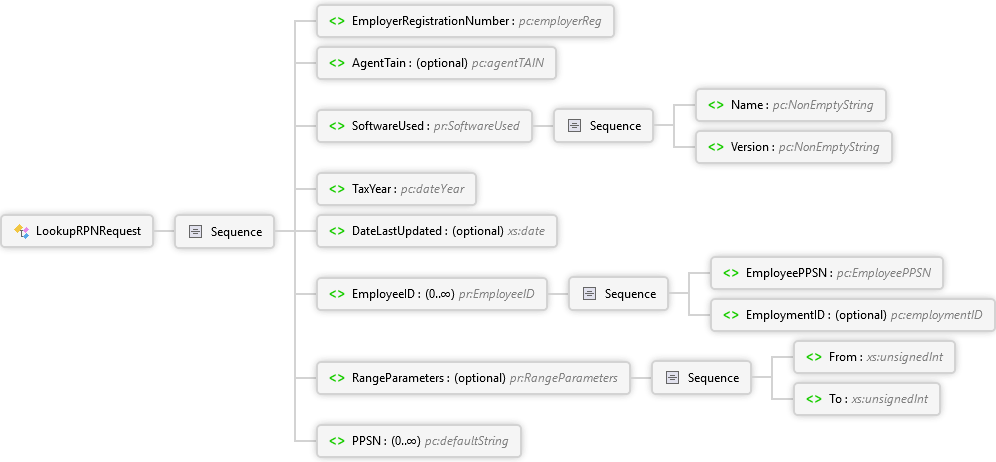 EmployerRegistrationNumber : pc:employerReg
AgentTain : (optional) pc:agentTAIN
Name : pc:NonEmptyString
SoftwareUsed : pr:SoftwareUsed
Sequence
Version : pc:NonEmptyString
TaxYear : pc:dateYear
LookupRPNRequest
Sequence
DateLastUpdated : (optional) xs:date
EmployeePPSN : pc:EmployeePPSN
EmployeeID : (0..∞) pr:EmployeeID
Sequence
EmploymentID : (optional) pc:employmentID
From : xs:unsignedInt
RangeParameters : (optional) pr:RangeParameters
Sequence
To : xs:unsignedInt
PPSN : (0..∞) pc:defaultString